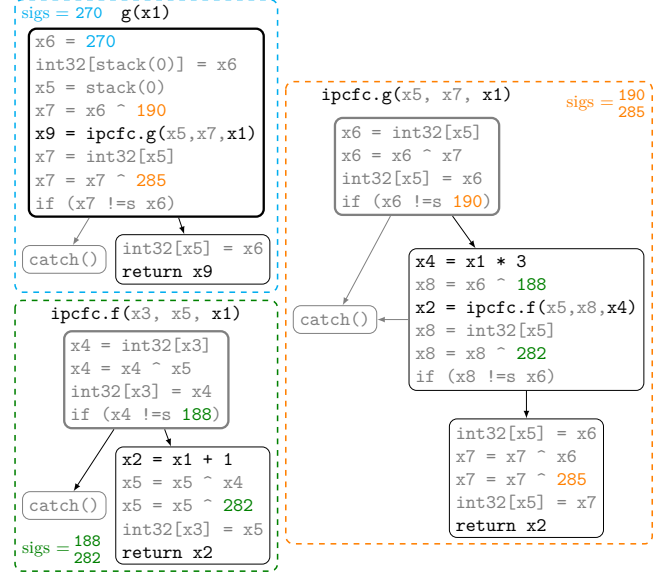 sigs = 270 g(x1)
x6 = 270
int32[stack(0)] = x6
x5 = stack(0)
x7 = x6 ^ 190
x9 = ipcfc.g(x5,x7,x1)
x7 = int32[x5]
x7 = x7 ^ 285
if (x7 !=s x6)
catch()
int32[x5] = x6
return x9
ipcfc.f(x3, x5, x1)
x4 = int32[x3]
x4 = x4 ^ x5
int32[x3] = x4
if (x4 !=s 188)
catch()
x2 = x1 + 1
x5 = x5 ^ x4
x5 = x5 ^ 282
int32[x3] = x5
return x2
sigs = 188
282
ipcfc.g(x5, x7, x1)
sigs = 190
285
x6 = int32[x5]
x6 = x6 ^ x7
int32[x5] = x6
if (x6 !=s 190)
catch()
x4 = x1 * 3
x8 = x6 ^ 188
x2 = ipcfc.f(x5,x8,x4)
x8 = int32[x5]
x8 = x8 ^ 282
if (x8 !=s x6)
int32[x5] = x6
x7 = x7 ^ x6
x7 = x7 ^ 285
int32[x5] = x7
return x2